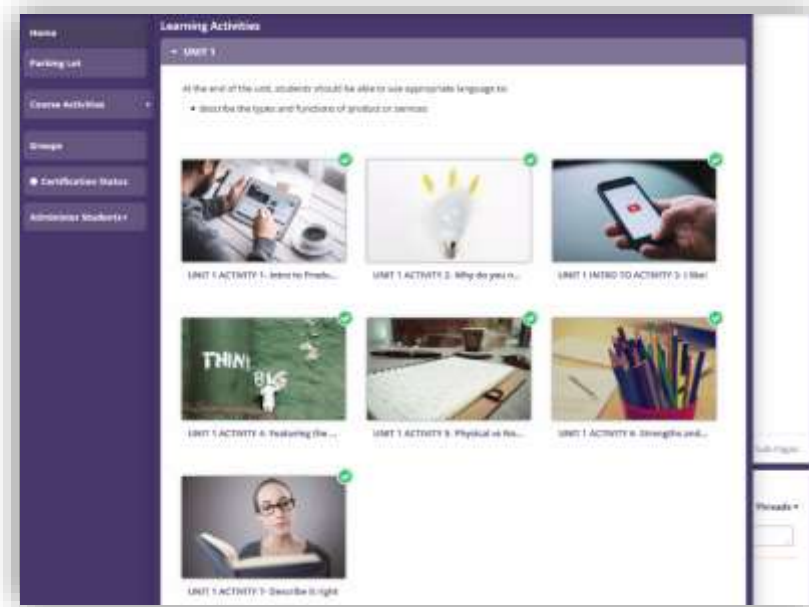 Home
Parking Lot
Course Activities
Groups
Certification Status
Administer Students
Learning Activities
UNIT 1
At the end of the unit, students should be able to use appropriate language to:
• describe the types and functions of product or services
UNIT 1 ACTIVITY 1- Intro to Produ...
UNIT 1 ACTIVITY 2- Why do you n...
UNIT 1 INTRO TO ACTIVITY 3: I like!
THINK
BIG
UNIT 1 ACTIVITY 4- Featuring the ...
UNIT 1 ACTIVITY 5- Physical vs No...
UNIT 1 ACTIVITY 6- Strengths and...
UNIT 1 ACTIVITY 7- Describe it right
Threads